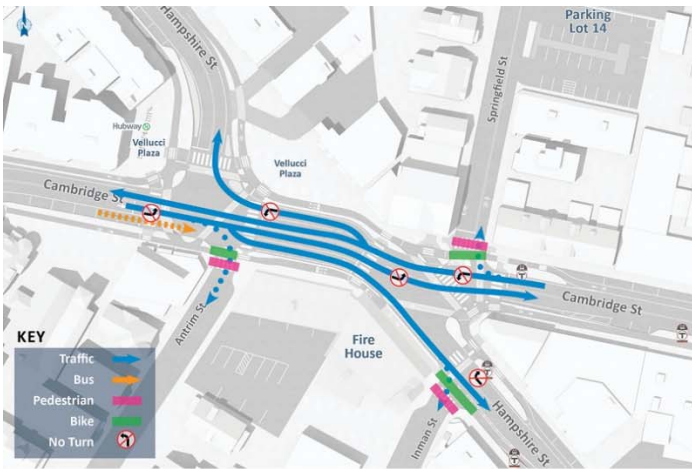 Parking
Lot 14
Hampshire St
Springfield St
Hubway
Vellucci
Plaza
Vellucci
Plaza
Cambridge St
Cambridge St
Antrim St
Fire
House
Inman St
Hampshire St
KEY
Traffic
Bus
Pedestrian
Bike
No Turn